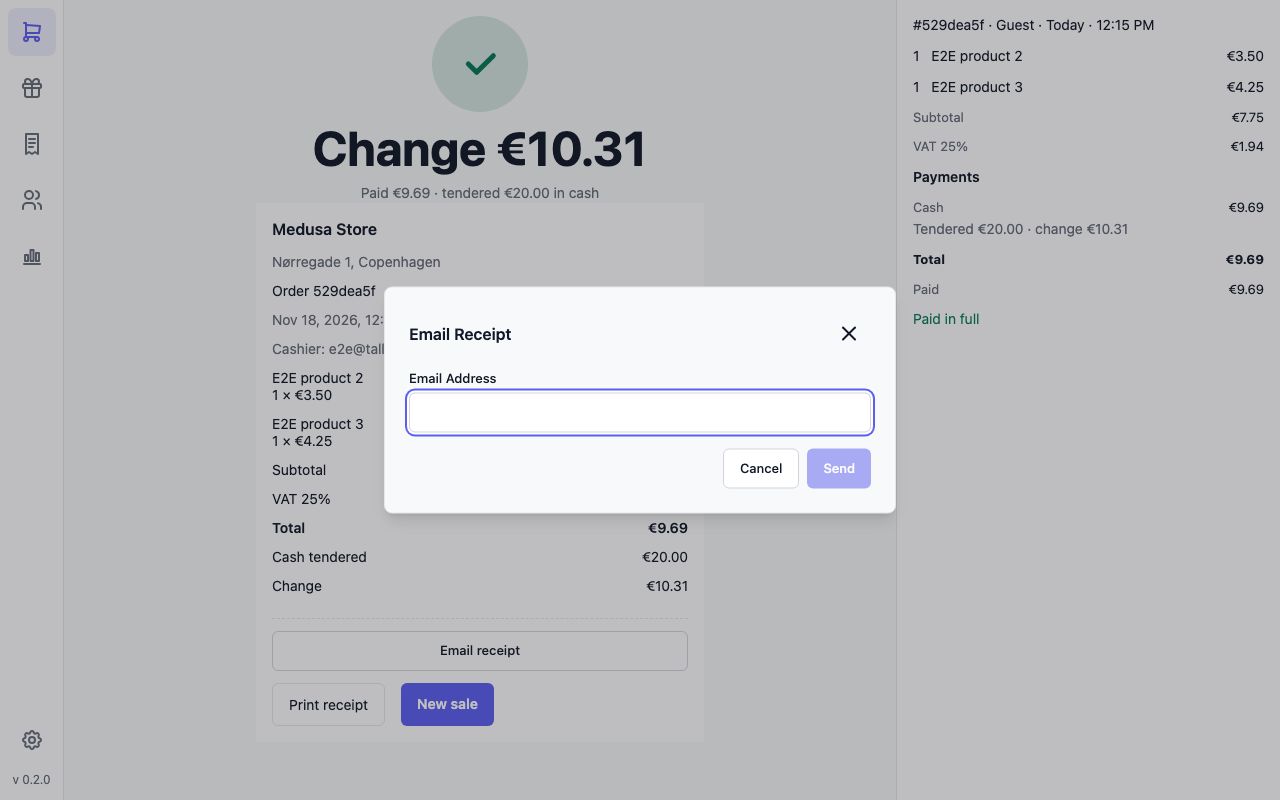 Change €10.31
Paid €9.69 · tendered €20.00 in cash
Medusa Store
Nørregade 1, Copenhagen
Order 529dea5f
Nov 18, 2026, 12:
Cashier: e2e@tall
E2E product 2
1 × €3.50
E2E product 3
1 × €4.25
Subtotal
VAT 25%
Total €9.69
Cash tendered €20.00
Change €10.31
Email receipt
Print receipt New sale
Email Receipt
Email Address
Cancel Send
#529dea5f · Guest · Today · 12:15 PM
1 E2E product 2 €3.50
1 E2E product 3 €4.25
Subtotal €7.75
VAT 25% €1.94
Payments
Cash €9.69
Tendered €20.00 · change €10.31
Total €9.69
Paid €9.69
Paid in full
v 0.2.0